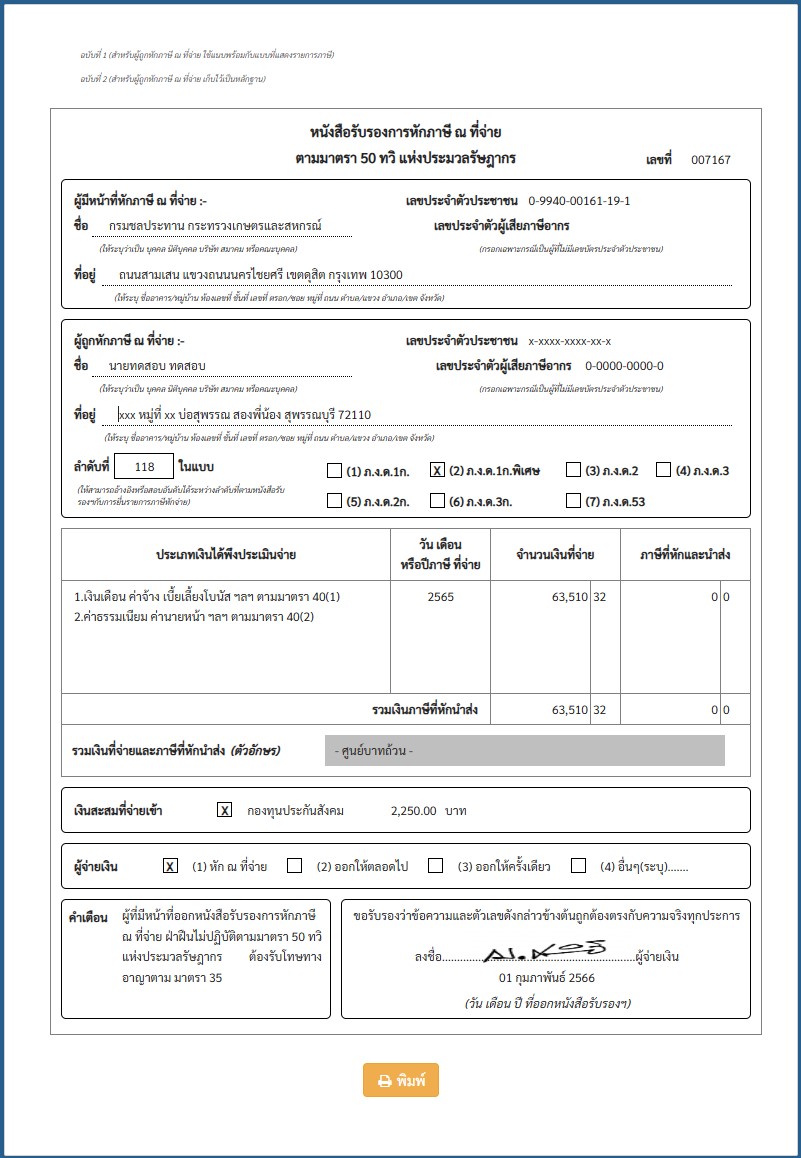 ฉบับที่ 1 (สำหรับผู้ถูกหักภาษี ณ ที่จ่าย ใช้แนบพร้อมกับแบบที่แสดงรายการภาษี)
ฉบับที่ 2 (สำหรับผู้ถูกหักภาษี ณ ที่จ่าย เก็บไว้เป็นหลักฐาน)
หนังสือรับรองการหักภาษี ณ ที่จ่าย
ตามมาตรา 50 ทวิ แห่งประมวลรัษฎากร เลขที่ 007167
ผู้มีหน้าที่หักภาษี ณ ที่จ่าย :- เลขประจำตัวประชาชน 0-9940-00161-19-1
ชื่อ กรมชลประทาน กระทรวงเกษตรและสหกรณ์ เลขประจำตัวผู้เสียภาษีอากร
(ให้ระบุว่าเป็น บุคคล นิติบุคคล บริษัท สมาคม หรือคณะบุคคล) (กรอกเฉพาะกรณีเป็นผู้ที่ไม่มีเลขบัตรประจำตัวประชาชน)
ที่อยู่ ถนนสามเสน แขวงถนนนครไชยศรี เขตดุสิต กรุงเทพ 10300
(ให้ระบุ ชื่ออาคาร/หมู่บ้าน ห้องเลขที่ ชั้นที่ เลขที่ ตรอก/ซอย หมู่ที่ ถนน ตำบล/แขวง อำเภอ/เขต จังหวัด)
ผู้ถูกหักภาษี ณ ที่จ่าย :- เลขประจำตัวประชาชน x-xxxx-xxxx-xx-x
ชื่อ นายทดสอบ ทดสอบ เลขประจำตัวผู้เสียภาษีอากร 0-0000-0000-0
(ให้ระบุว่าเป็น บุคคล นิติบุคคล บริษัท สมาคม หรือคณะบุคคล) (กรอกเฉพาะกรณีเป็นผู้ที่ไม่มีเลขบัตรประจำตัวประชาชน)
ที่อยู่ xxx หมู่ที่ xx บ่อสุพรรณ สองพี่น้อง สุพรรณบุรี 72110
(ให้ระบุ ชื่ออาคาร/หมู่บ้าน ห้องเลขที่ ชั้นที่ เลขที่ ตรอก/ซอย หมู่ที่ ถนน ตำบล/แขวง อำเภอ/เขต จังหวัด)
ลำดับที่ 118 ในแบบ (1) ภ.ง.ด.1ก. X (2) ภ.ง.ด.1ก.พิเศษ (3) ภ.ง.ด.2 (4) ภ.ง.ด.3
(ให้สามารถอ้างอิงหรือสอบยันกันได้ระหว่างลำดับที่ตามหนังสือรับ
รองฯกับการยื่นรายการภาษีหักจ่าย) (5) ภ.ง.ด.2ก. (6) ภ.ง.ด.3ก. (7) ภ.ง.ด.53
ประเภทเงินได้พึงประเมินจ่าย วัน เดือน หรือปีภาษี ที่จ่าย จำนวนเงินที่จ่าย ภาษีที่หักและนำส่ง
1.เงินเดือน ค่าจ้าง เบี้ยเลี้ยงโบนัส ฯลฯ ตามมาตรา 40(1) 2565 63,510 32 0 0
2.ค่าธรรมเนียม ค่านายหน้า ฯลฯ ตามมาตรา 40(2)
รวมเงินภาษีที่หักนำส่ง 63,510 32 0 0
รวมเงินที่จ่ายและภาษีที่หักนำส่ง (ตัวอักษร) - ศูนย์บาทถ้วน -
เงินสะสมที่จ่ายเข้า X กองทุนประกันสังคม 2,250.00 บาท
ผู้จ่ายเงิน X (1) หัก ณ ที่จ่าย (2) ออกให้ตลอดไป (3) ออกให้ครั้งเดียว (4) อื่นๆ(ระบุ).......
คำเตือน ผู้ที่มีหน้าที่ออกหนังสือรับรองการหักภาษี
ณ ที่จ่าย ฝ่าฝืนไม่ปฏิบัติตามมาตรา 50 ทวิ
แห่งประมวลรัษฎากร ต้องรับโทษทาง
อาญาตาม มาตรา 35
ขอรับรองว่าข้อความและตัวเลขดังกล่าวข้างต้นถูกต้องตรงกับความจริงทุกประการ
ลงชื่อ.......................................................ผู้จ่ายเงิน
01 กุมภาพันธ์ 2566
(วัน เดือน ปี ที่ออกหนังสือรับรองฯ)
พิมพ์